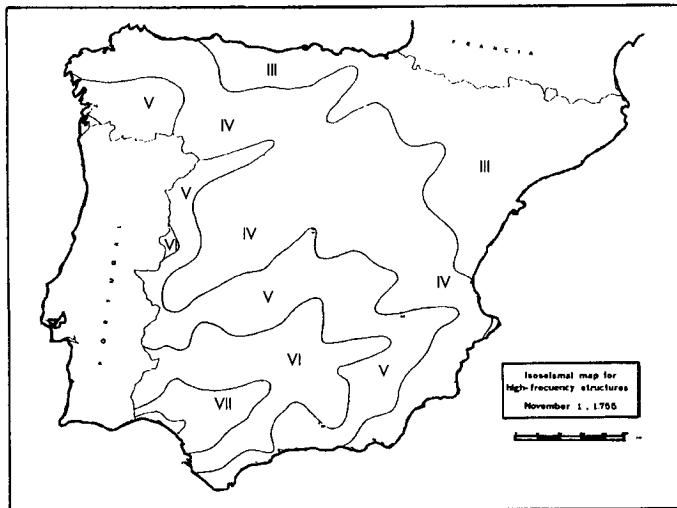 FRANCIA
III
V
IV
III
V
VI
IV
IV
V
VI
V
VII
PORTUGAL
Isoseismal map for
high-frecuency structures
November 1, 1755